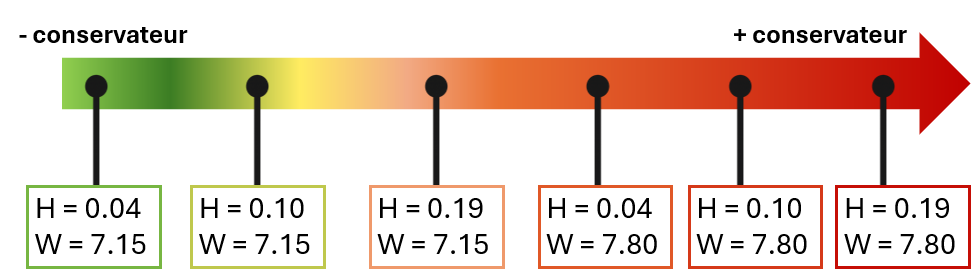 - conservateur
+ conservateur
H = 0.04
W = 7.15
H = 0.10
W = 7.15
H = 0.19
W = 7.15
H = 0.04
W = 7.80
H = 0.10
W = 7.80
H = 0.19
W = 7.80